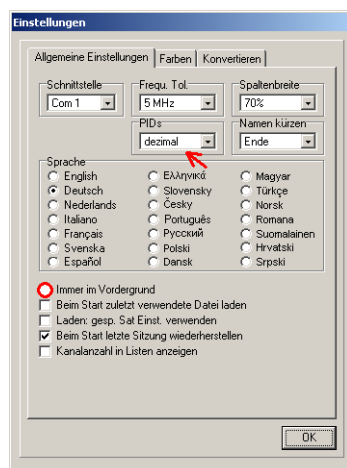 Einstellungen
Allgemeine Einstellungen Farben Konvertieren
Schnittstelle Frequ. Tol. Spaltenbreite
Com 1 5 MHz 70%
PIDs Namen kürzen
dezimal Ende
Sprache
English Ελληνικά Magyar
Deutsch Slovensky Türkçe
Nederlands Česky Norsk
Italiano Português Romana
Français Русский Suomalainen
Svenska Polski Hrvatski
Español Dansk Srpski
Immer im Vordergrund
Beim Start zuletzt verwendete Datei laden
Laden: gesp. Sat Einst. verwenden
Beim Start letzte Sitzung wiederherstellen
Kanalanzahl in Listen anzeigen
OK